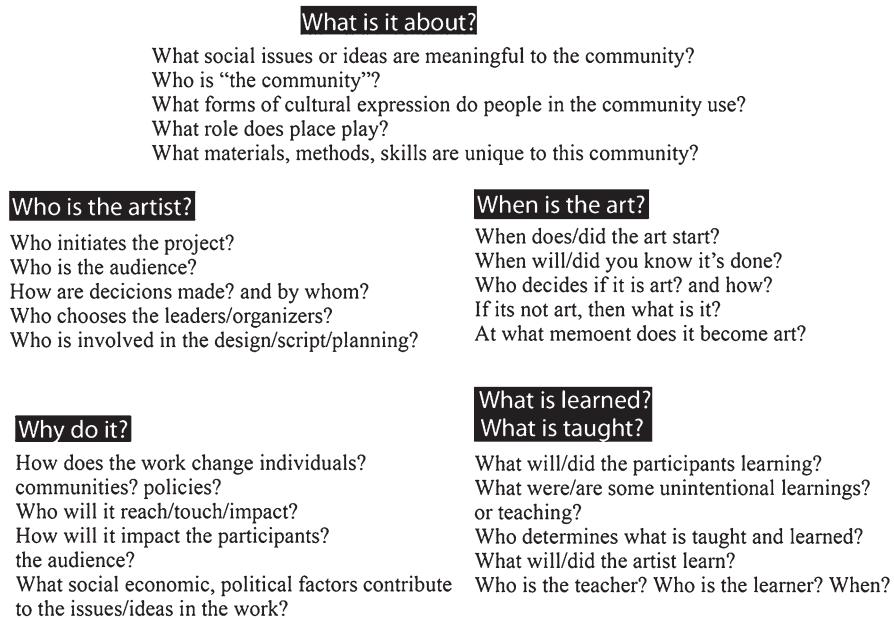 What is it about?
What social issues or ideas are meaningful to the community?
Who is “the community”?
What forms of cultural expression do people in the community use?
What role does place play?
What materials, methods, skills are unique to this community?
Who is the artist?
Who initiates the project?
Who is the audience?
How are decicions made? and by whom?
Who chooses the leaders/organizers?
Who is involved in the design/script/planning?
When is the art?
When does/did the art start?
When will/did you know it’s done?
Who decides if it is art? and how?
If its not art, then what is it?
At what memoent does it become art?
Why do it?
How does the work change individuals?
communities? policies?
Who will it reach/touch/impact?
How will it impact the participants?
the audience?
What social economic, political factors contribute
to the issues/ideas in the work?
What is learned?
What is taught?
What will/did the participants learning?
What were/are some unintentional learnings?
or teaching?
Who determines what is taught and learned?
What will/did the artist learn?
Who is the teacher? Who is the learner? When?